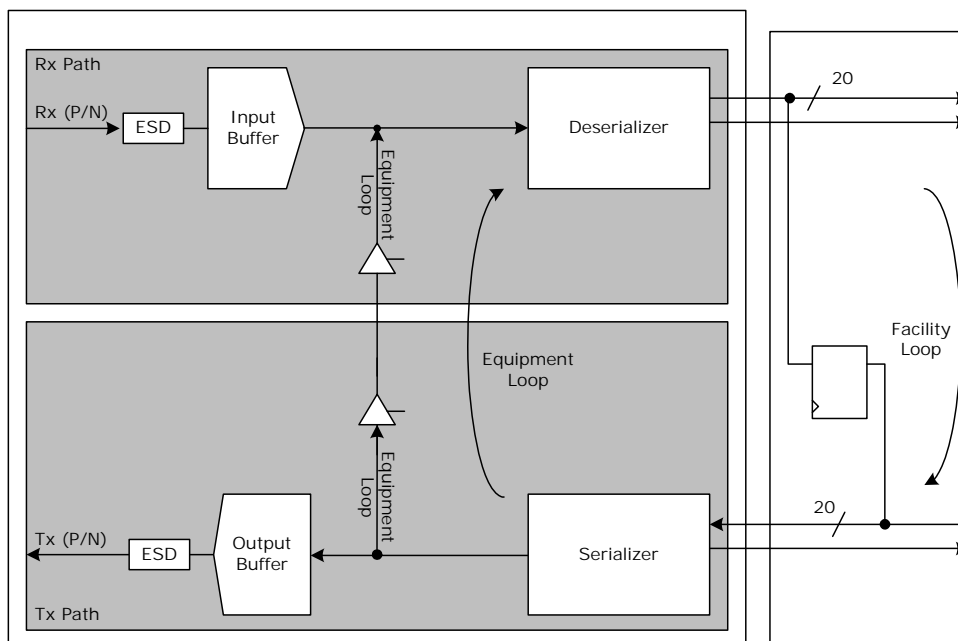 Rx Path
20
Rx (P/N)
ESD
Input
Buffer
Deserializer
Equipment
Loop
Facility
Loop
Equipment
Loop
Equipment
Loop
20
Tx (P/N)
ESD
Output
Buffer
Serializer
Tx Path